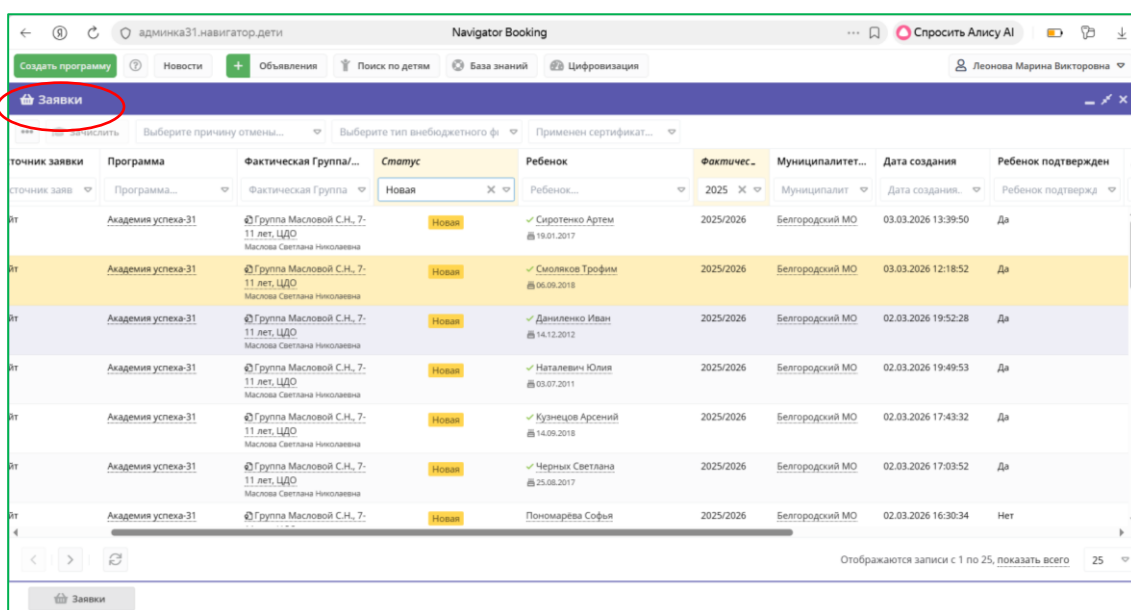 админка31.навигатор.дети Navigator Booking Спросить Алису AI
Создать программу Новости + Объявления Поиск по детям База знаний Цифровизация Леонова Марина Викторовна
Заявки
Зачислить Выберите причину отмены... Выберите тип внебюджетного фи Применен сертификат...
точник заявки Программа Фактическая Группа/... Статус Ребенок Фактичес... Муниципалитет... Дата создания Ребенок подтвержден
сточник заяв Программа... Фактическая Группа Новая Ребенок... 2025 Муниципалит Дата создания. Ребенок подтвержд
йт Академия успеха-31 Группа Масловой С.Н., 7- Новая Сиротенко Артем 2025/2026 Белгородский МО 03.03.2026 13:39:50 Да
11 лет, ЦДО 19.01.2017
Маслова Светлана Николаевна
йт Академия успеха-31 Группа Масловой С.Н., 7- Новая Смоляков Трофим 2025/2026 Белгородский МО 03.03.2026 12:18:52 Да
11 лет, ЦДО 06.09.2018
Маслова Светлана Николаевна
йт Академия успеха-31 Группа Масловой С.Н., 7- Новая Даниленко Иван 2025/2026 Белгородский МО 02.03.2026 19:52:28 Да
11 лет, ЦДО 14.12.2012
Маслова Светлана Николаевна
йт Академия успеха-31 Группа Масловой С.Н., 7- Новая Наталевич Юлия 2025/2026 Белгородский МО 02.03.2026 19:49:53 Да
11 лет, ЦДО 03.07.2011
Маслова Светлана Николаевна
йт Академия успеха-31 Группа Масловой С.Н., 7- Новая Кузнецов Арсений 2025/2026 Белгородский МО 02.03.2026 17:43:32 Да
11 лет, ЦДО 14.09.2018
Маслова Светлана Николаевна
йт Академия успеха-31 Группа Масловой С.Н., 7- Новая Черных Светлана 2025/2026 Белгородский МО 02.03.2026 17:03:52 Да
11 лет, ЦДО 25.08.2017
Маслова Светлана Николаевна
йт Академия успеха-31 Группа Масловой С.Н., 7- Новая Пономарёва Софья 2025/2026 Белгородский МО 02.03.2026 16:30:34 Нет
Отображаются записи с 1 по 25, показать всего 25
Заявки